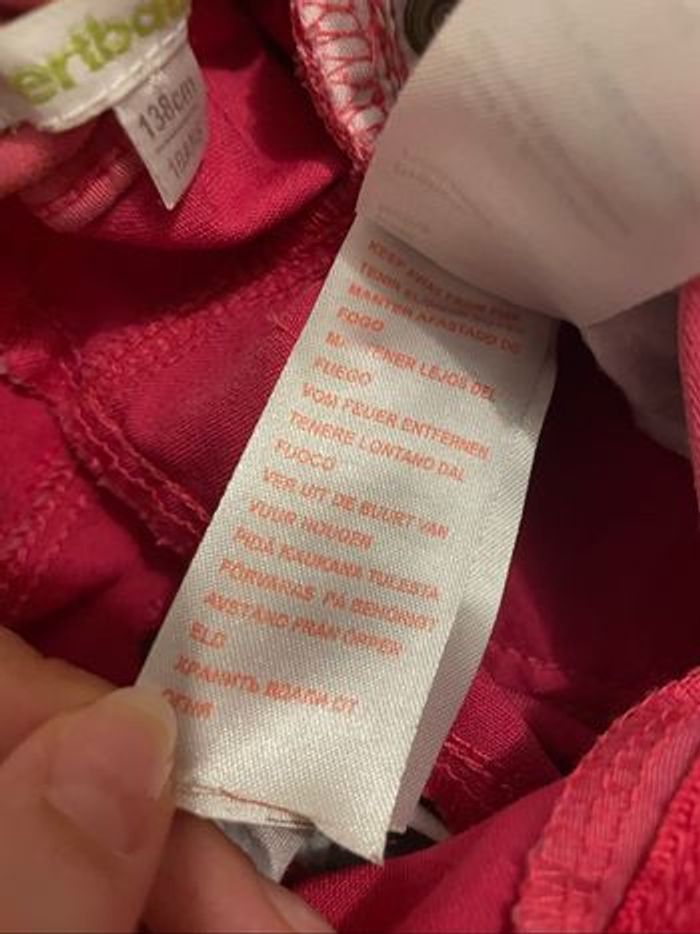 ertba
138cm
KEEP AWAY FROM FIRE
MANTER AFASTADO DO
FOGO
MANTENER LEJOS DEL
FUEGO
VOM FEUER ENTFERNEN
TENERE LONTANO DAL
FUOCO
VER UIT DE BUURT VAN
VUUR HOUDEN
PIDÄ KAUKANA TULESTA
FÖRVARAS PÅ BEHÖRIGT
AVSTÅND FRÅN ÖPPEN
ELD
ХРАНИТЬ ВДАЛИ ОТ
ОГНЯ